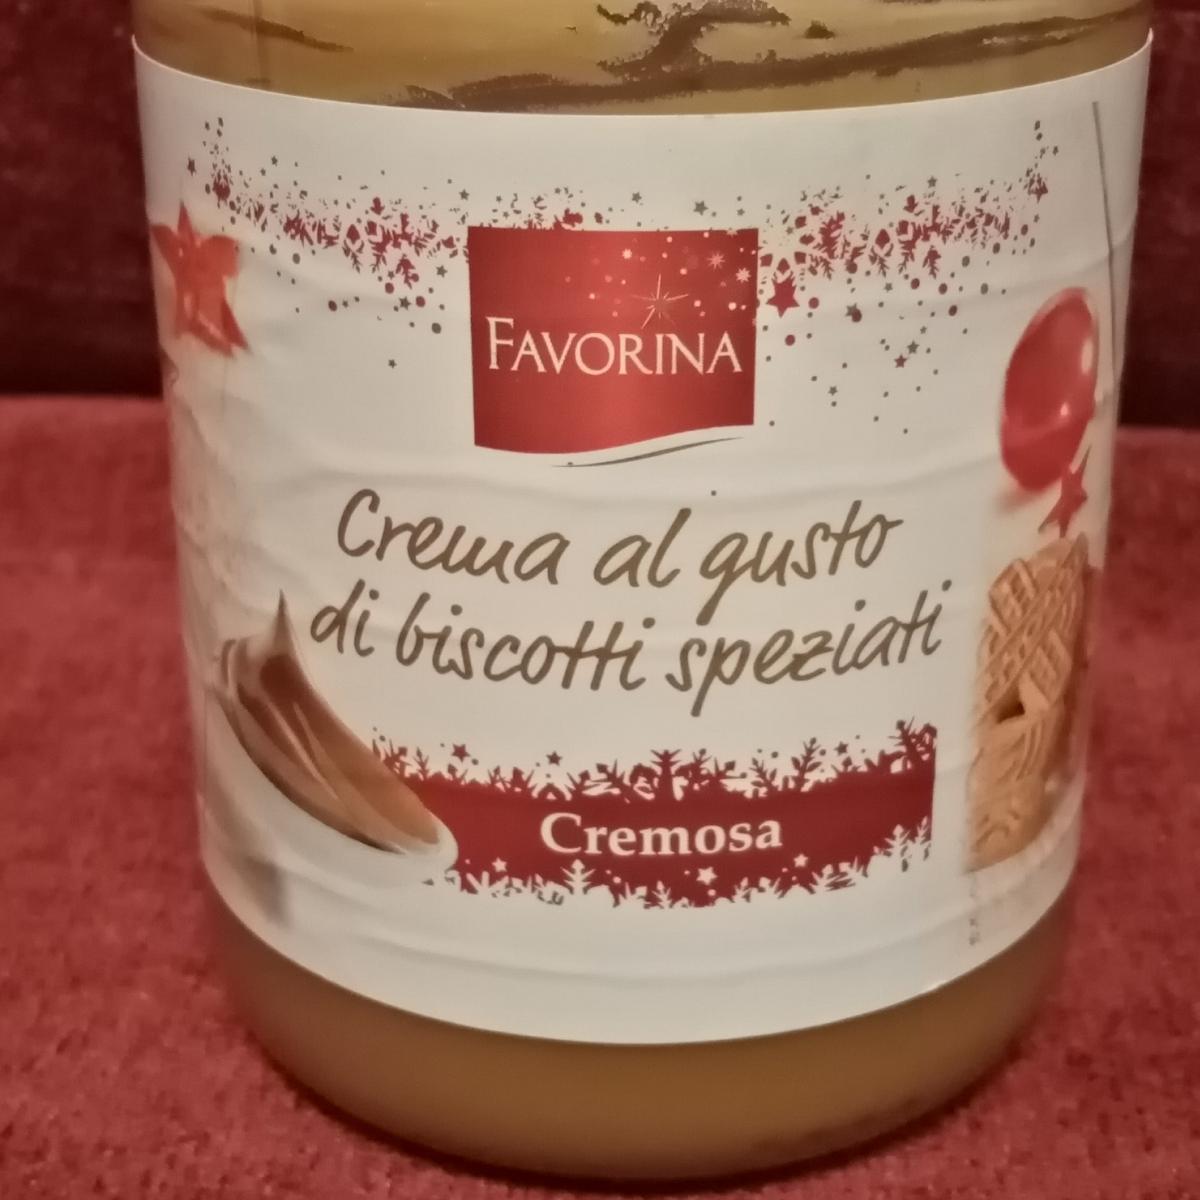 FAVORINA
Crema al gusto
di biscotti speziati
Cremosa